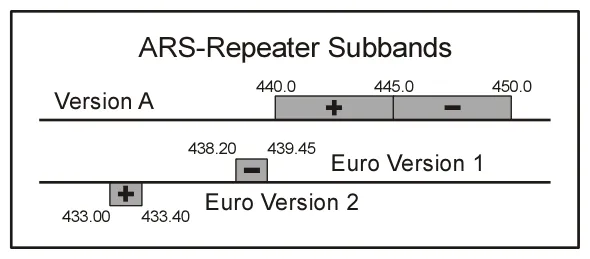 ARS-Repeater Subbands
440.0 445.0 450.0
Version A + −
438.20 439.45
− Euro Version 1
+ Euro Version 2
433.00 433.40